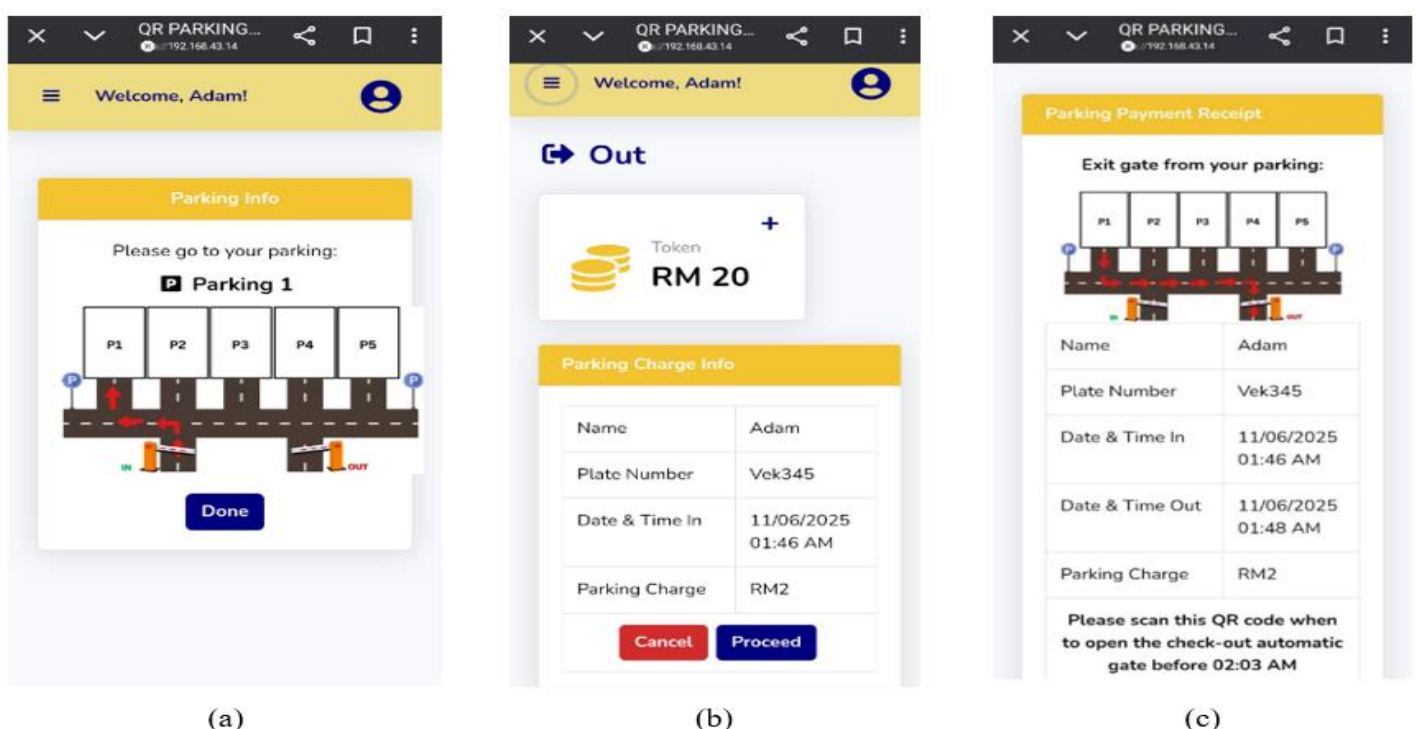 QR PARKING...
192.168.43.14
Welcome, Adam!
Parking Info
Please go to your parking:
P Parking 1
P1 P2 P3 P4 P5
P P
IN OUT
Done
(a)
QR PARKING...
192.168.43.14
Welcome, Adam!
Out
Token
RM 20
Parking Charge Info
Name Adam
Plate Number Vek345
Date & Time In 11/06/2025
01:46 AM
Parking Charge RM2
Cancel Proceed
(b)
QR PARKING...
192.168.43.14
Parking Payment Receipt
Exit gate from your parking:
P1 P2 P3 P4 P5
P P
IN OUT
Name Adam
Plate Number Vek345
Date & Time In 11/06/2025
01:46 AM
Date & Time Out 11/06/2025
01:48 AM
Parking Charge RM2
Please scan this QR code when
to open the check-out automatic
gate before 02:03 AM
(c)